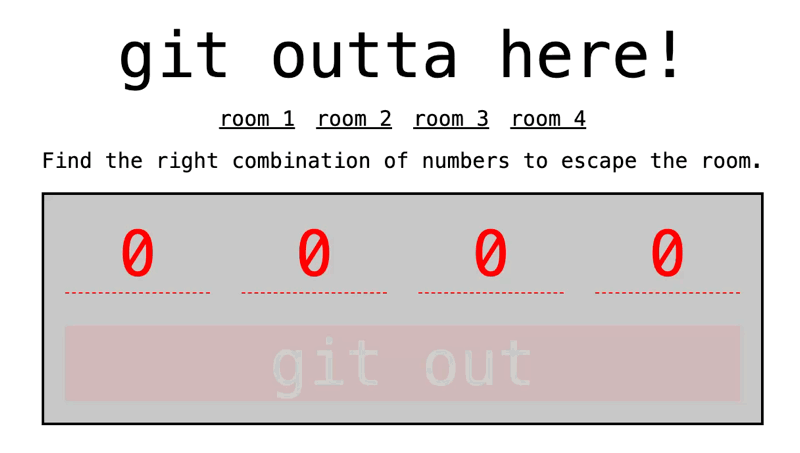 git outta here!
room 1 room 2 room 3 room 4
Find the right combination of numbers to escape the room.
0 0 0 0
git out